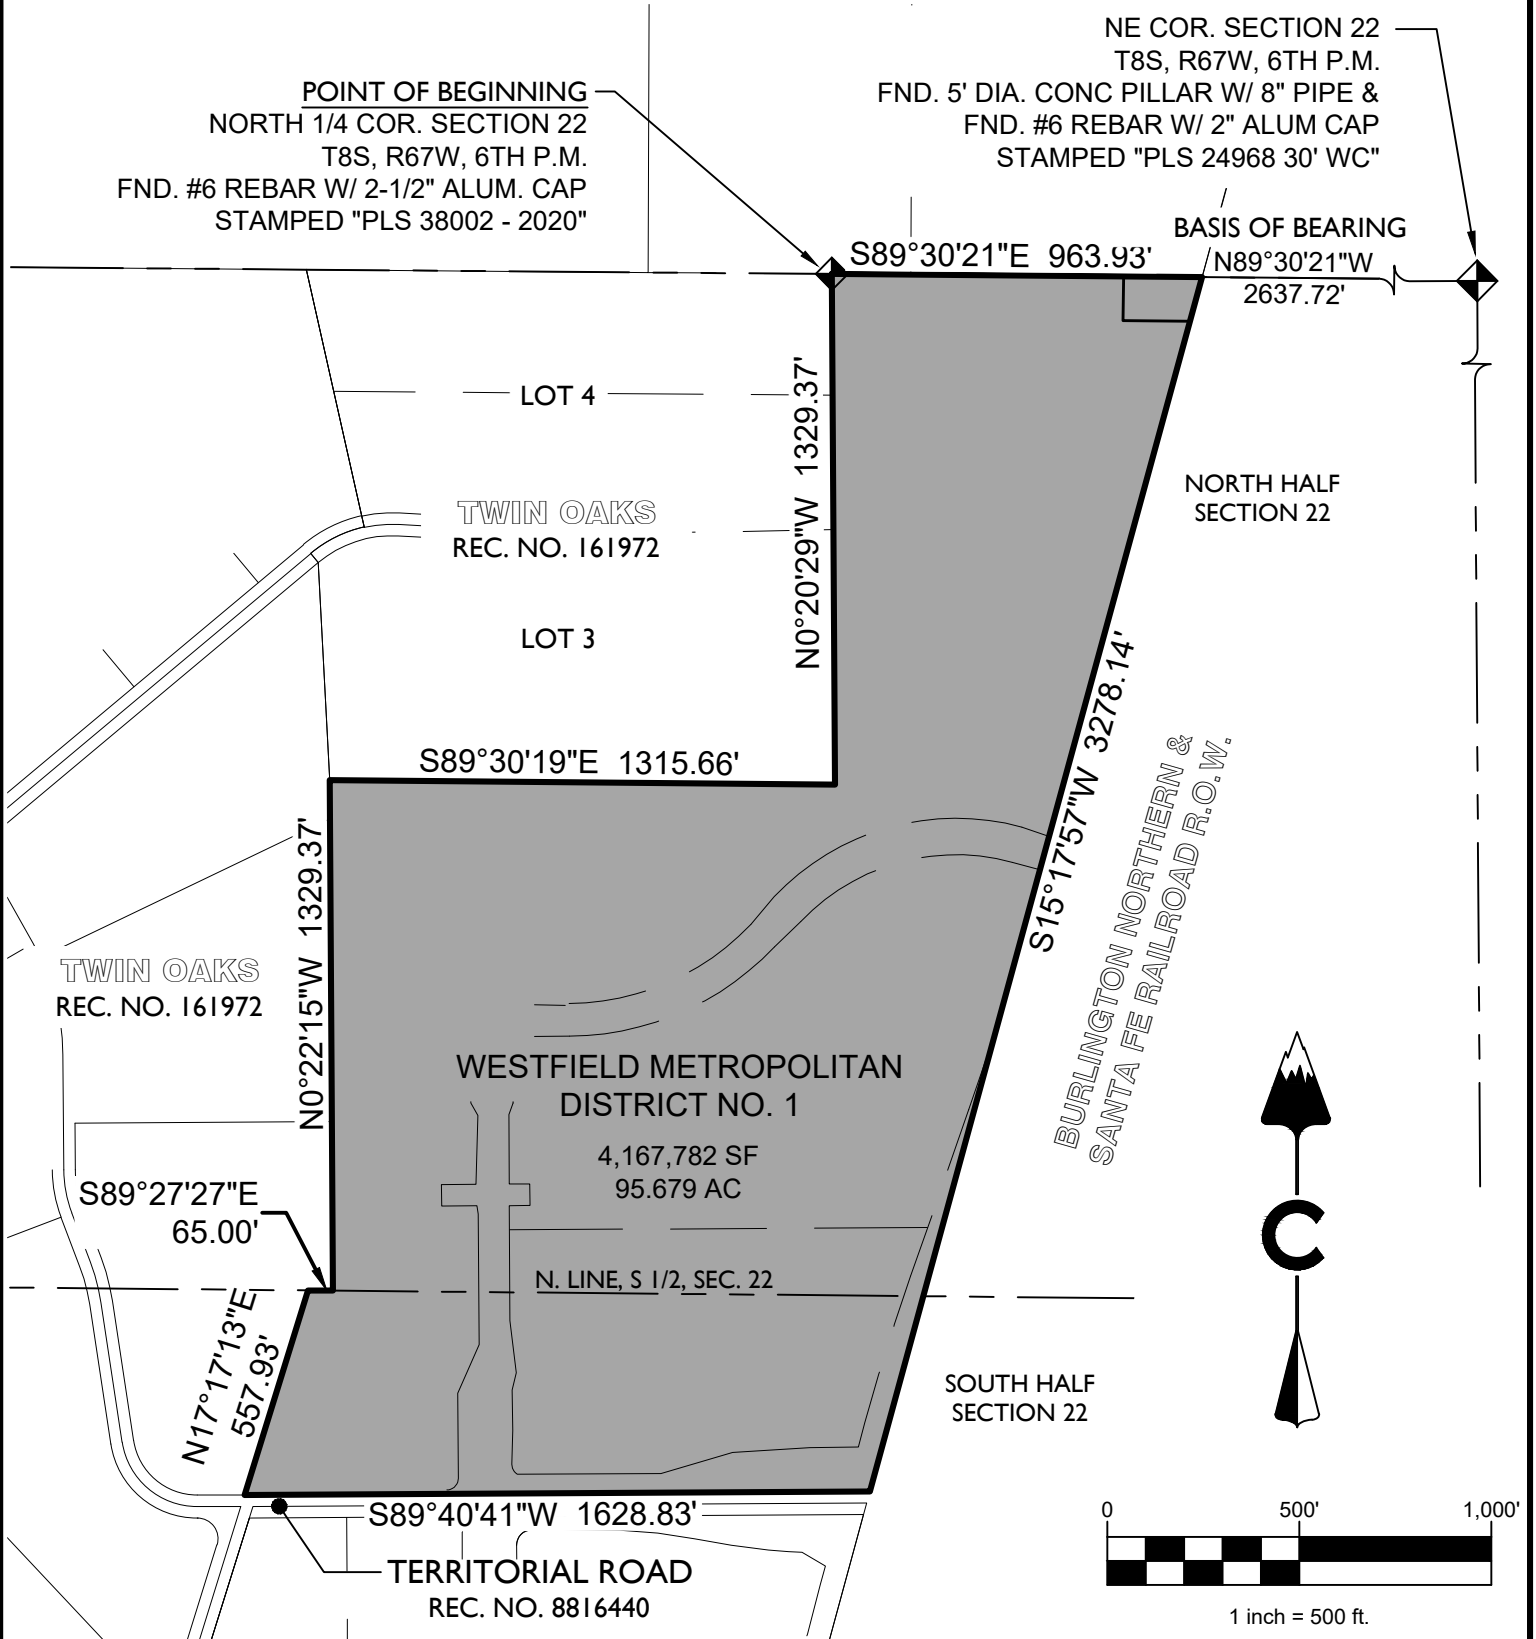 NE COR. SECTION 22
T8S, R67W, 6TH P.M.
FND. 5' DIA. CONC PILLAR W/ 8" PIPE &
FND. #6 REBAR W/ 2" ALUM CAP
STAMPED "PLS 24968 30' WC"
POINT OF BEGINNING
NORTH 1/4 COR. SECTION 22
T8S, R67W, 6TH P.M.
FND. #6 REBAR W/ 2-1/2" ALUM. CAP
STAMPED "PLS 38002 - 2020"
S89°30'21"E 963.93'
BASIS OF BEARING
N89°30'21"W
2637.72'
LOT 4
N0°20'29"W 1329.37'
TWIN OAKS
REC. NO. 161972
LOT 3
NORTH HALF
SECTION 22
S89°30'19"E 1315.66'
S15°17'57"W 3278.14'
BURLINGTON NORTHERN &
SANTA FE RAILROAD R.O.W.
N0°22'15"W 1329.37'
TWIN OAKS
REC. NO. 161972
WESTFIELD METROPOLITAN
DISTRICT NO. 1
4,167,782 SF
95.679 AC
S89°27'27"E
65.00'
N. LINE, S 1/2, SEC. 22
N17°17'13"E
557.93'
SOUTH HALF
SECTION 22
C
S89°40'41"W 1628.83'
TERRITORIAL ROAD
REC. NO. 8816440
0 500' 1,000'
1 inch = 500 ft.